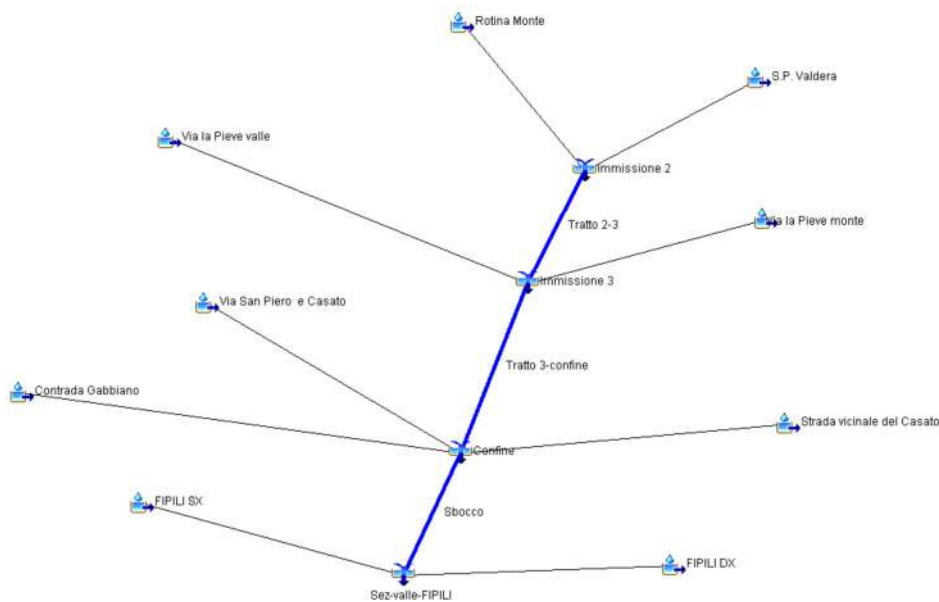 Rotina Monte
S.P. Valdera
Via la Pieve valle
Immissione 2
Via la Pieve monte
Tratto 2-3
Immissione 3
Via San Piero e Casato
Tratto 3-confine
Contrada Gabbiano
Strada vicinale del Casato
Confine
FIPILI SX
Sbocco
FIPILI DX
Sez-valle-FIPILI